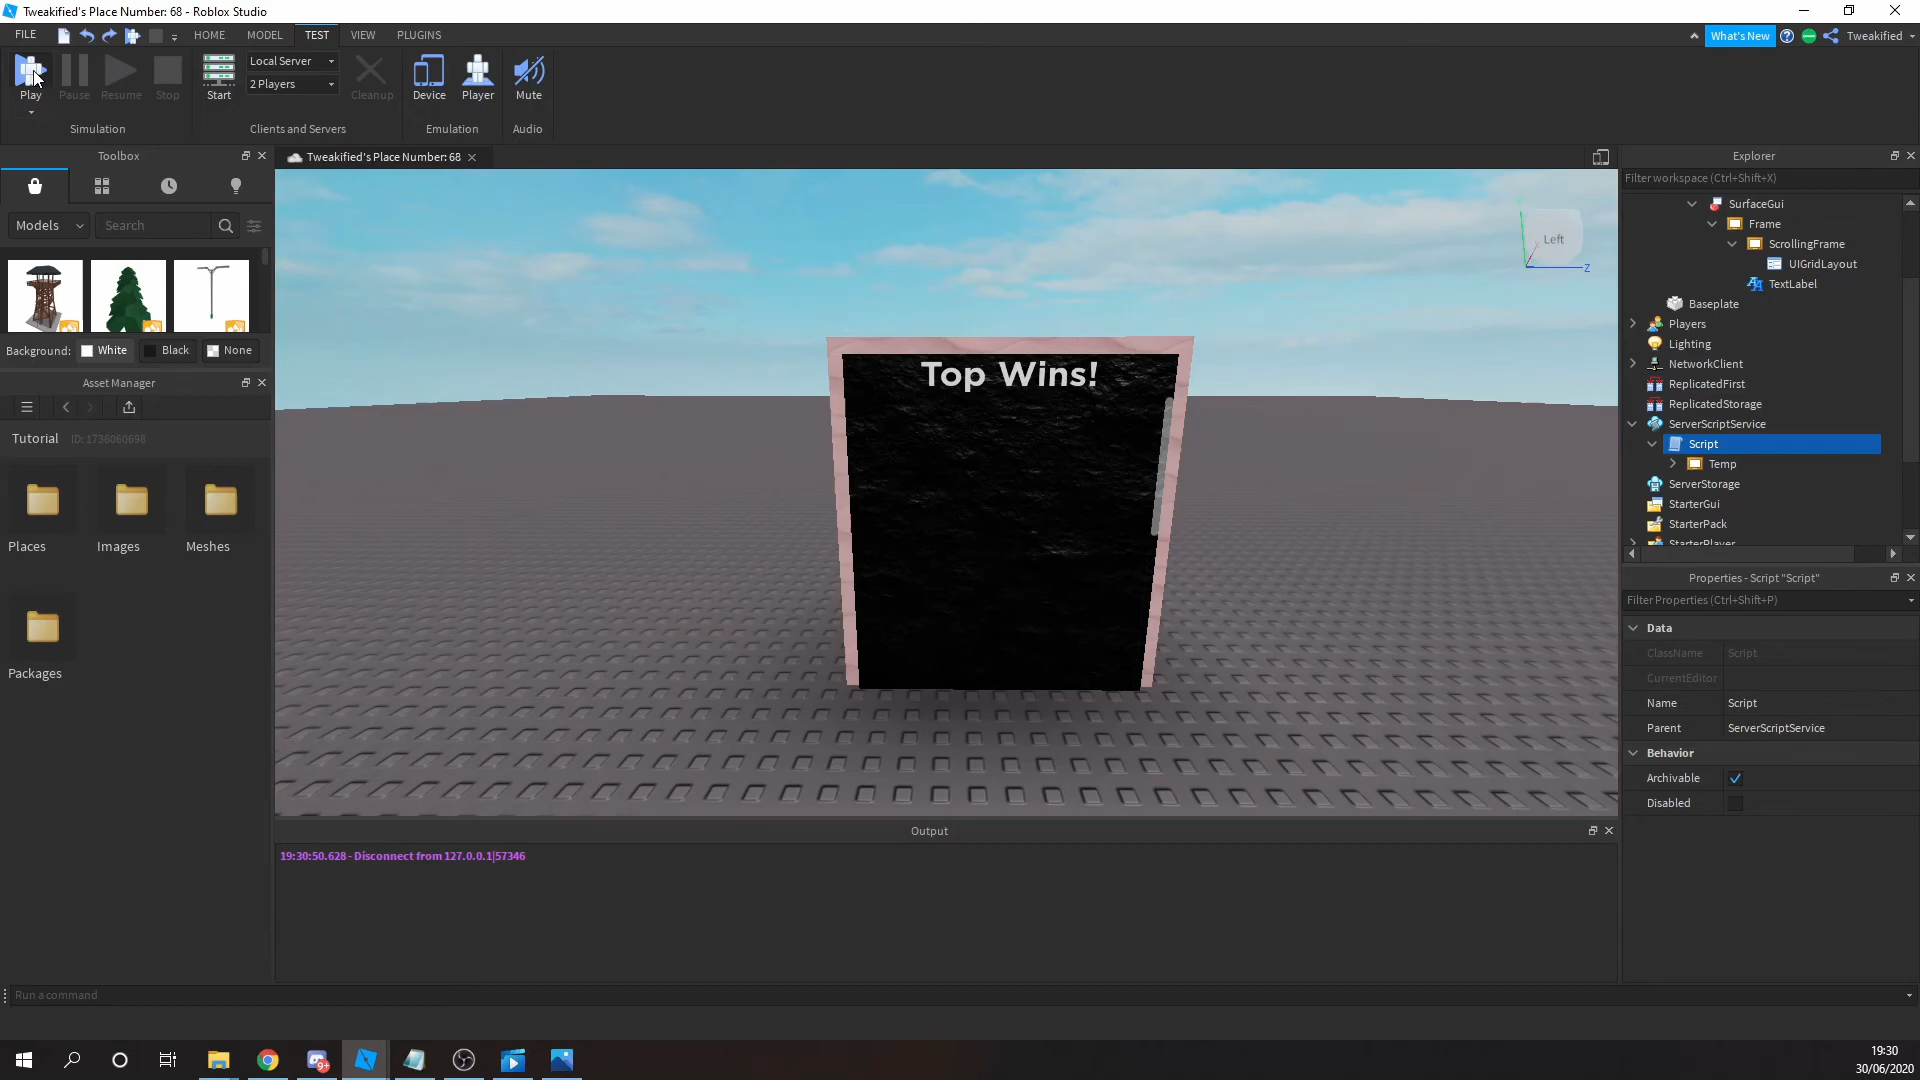 Tweakified's Place Number: 68 - Roblox Studio
FILE HOME MODEL TEST VIEW PLUGINS
What's New
Tweakified
Play
Pause
Resume
Stop
Simulation
Start
Local Server
2 Players
Cleanup
Clients and Servers
Device
Player
Emulation
Mute
Audio
Toolbox
Models
Search
Background:
White
Black
None
Asset Manager
Tutorial ID: 1736060698
Places
Images
Meshes
Packages
Tweakified's Place Number: 68
Left
Z
Top Wins!
Output
19:30:50.628 - Disconnect from 127.0.0.1|57346
Run a command
Explorer
Filter workspace (Ctrl+Shift+X)
SurfaceGui
Frame
ScrollingFrame
UIGridLayout
TextLabel
Baseplate
Players
Lighting
NetworkClient
ReplicatedFirst
ReplicatedStorage
ServerScriptService
Script
Temp
ServerStorage
StarterGui
StarterPack
StarterPlayer
Properties - Script "Script"
Filter Properties (Ctrl+Shift+P)
Data
ClassName Script
CurrentEditor
Name Script
Parent ServerScriptService
Behavior
Archivable
Disabled
9+
19:30
30/06/2020